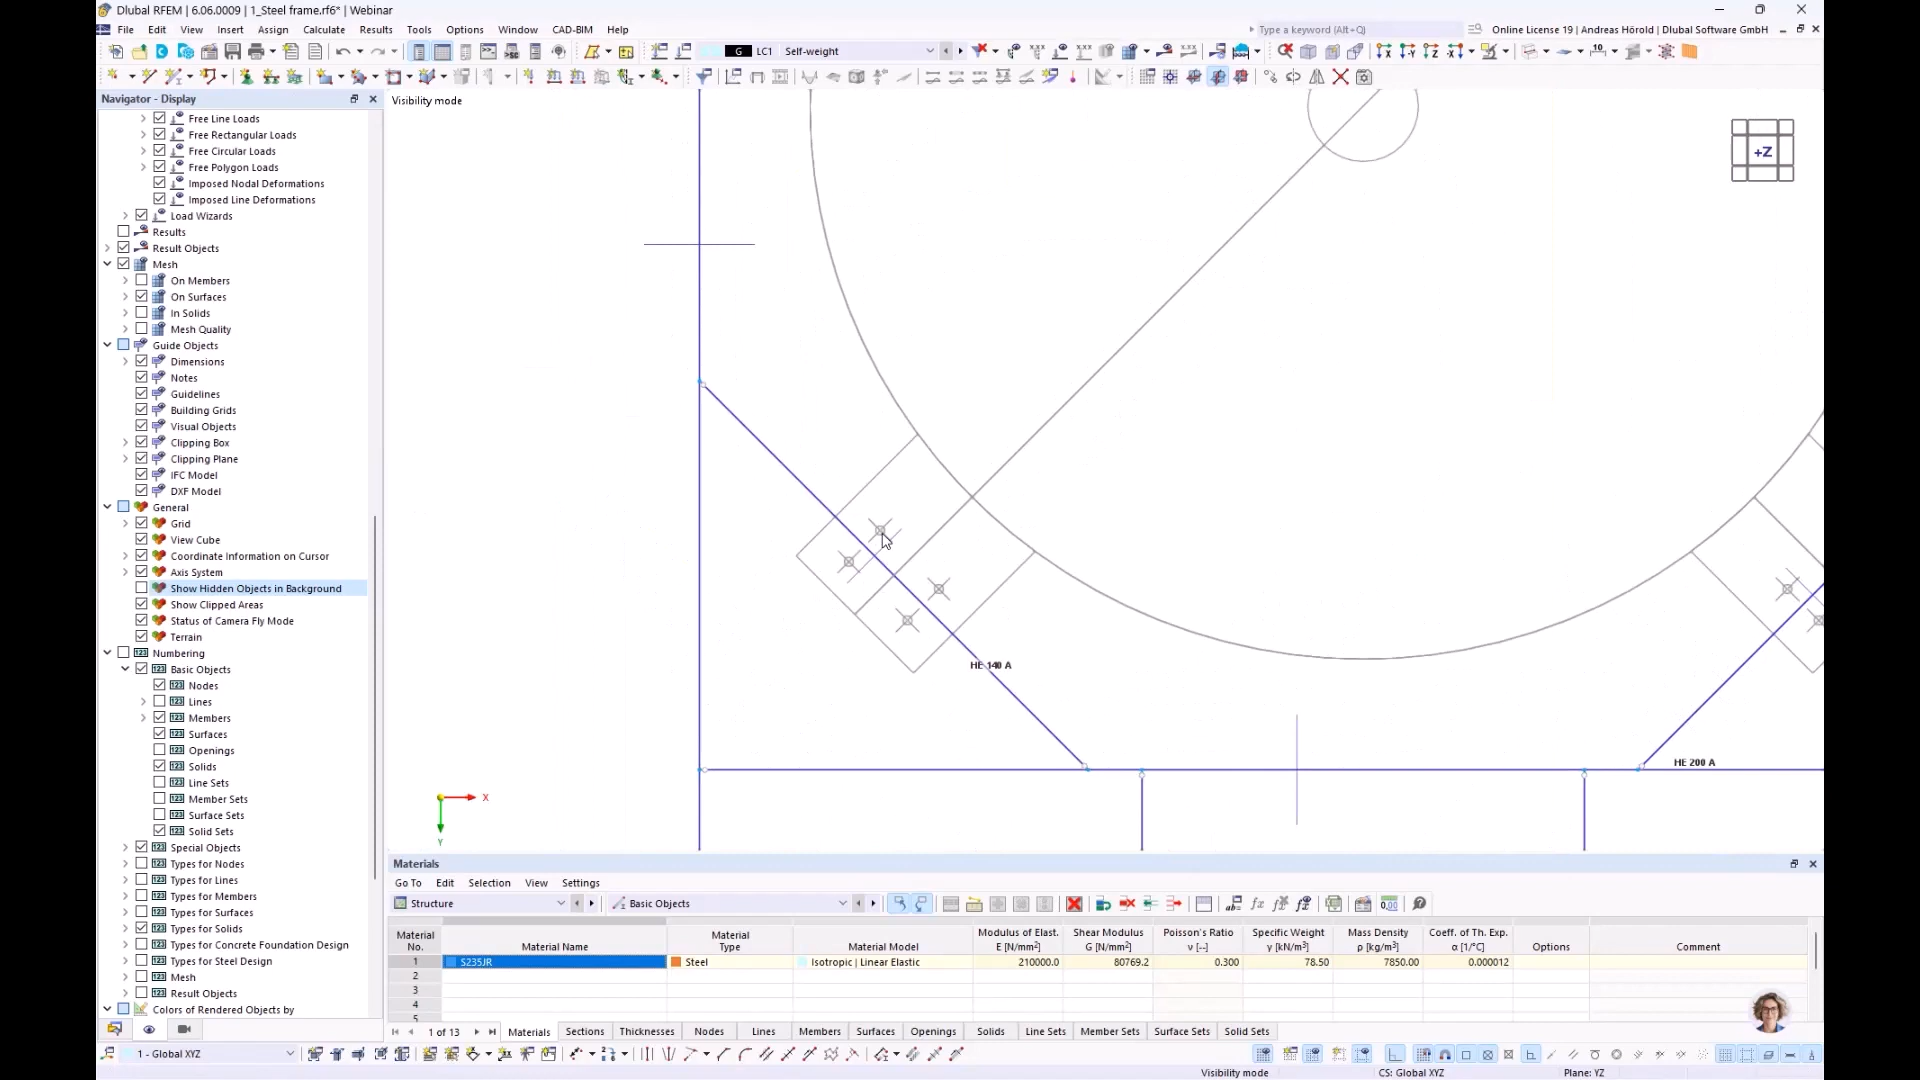 Dlubal RFEM | 6.06.0009 | 1_Steel frame.rf6* | Webinar
File Edit View Insert Assign Calculate Results Tools Options Window CAD-BIM Help
Type a keyword (Alt+Q)
Online License 19 | Andreas Hörold | Dlubal Software GmbH
G LC1 Self-weight
Navigator - Display
Visibility mode
Free Line Loads
Free Rectangular Loads
Free Circular Loads
Free Polygon Loads
Imposed Nodal Deformations
Imposed Line Deformations
Load Wizards
Results
Result Objects
Mesh
On Members
On Surfaces
In Solids
Mesh Quality
Guide Objects
Dimensions
Notes
Guidelines
Building Grids
Visual Objects
Clipping Box
Clipping Plane
IFC Model
DXF Model
General
Grid
View Cube
Coordinate Information on Cursor
Axis System
Show Hidden Objects in Background
Show Clipped Areas
Status of Camera Fly Mode
Terrain
Numbering
Basic Objects
Nodes
Lines
Members
Surfaces
Openings
Solids
Line Sets
Member Sets
Surface Sets
Solid Sets
Special Objects
Types for Nodes
Types for Lines
Types for Members
Types for Surfaces
Types for Solids
Types for Concrete Foundation Design
Types for Steel Design
Mesh
Result Objects
Colors of Rendered Objects by
1 - Global XYZ
+Z
HE 140 A
HE 200 A
X
Y
Materials
Go To Edit Selection View Settings
Structure Basic Objects
Material No. Material Name Material Type Material Model Modulus of Elast. E [N/mm²] Shear Modulus G [N/mm²] Poisson's Ratio ν [--] Specific Weight γ [kN/m³] Mass Density ρ [kg/m³] Coeff. of Th. Exp. α [1/°C] Options Comment
1 S235JR Steel Isotropic | Linear Elastic 210000.0 80769.2 0.300 78.50 7850.00 0.000012
2
3
4
5
1 of 13 Materials Sections Thicknesses Nodes Lines Members Surfaces Openings Solids Line Sets Member Sets Surface Sets Solid Sets
Visibility mode CS: Global XYZ Plane: YZ